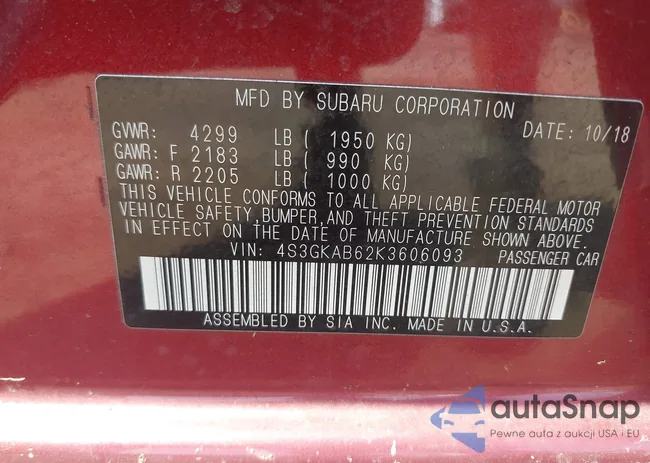 MFD BY SUBARU CORPORATION
GVWR: 4299 LB ( 1950 KG) DATE: 10/18
GAWR: F 2183 LB ( 990 KG)
GAWR: R 2205 LB ( 1000 KG)
THIS VEHICLE CONFORMS TO ALL APPLICABLE FEDERAL MOTOR
VEHICLE SAFETY,BUMPER,AND THEFT PREVENTION STANDARDS
IN EFFECT ON THE DATE OF MANUFACTURE SHOWN ABOVE.
VIN: 4S3GKAB62K3606093 PASSENGER CAR
ASSEMBLED BY SIA INC. MADE IN U.S.A.
autaSnap
Pewne auta z aukcji USA i EU